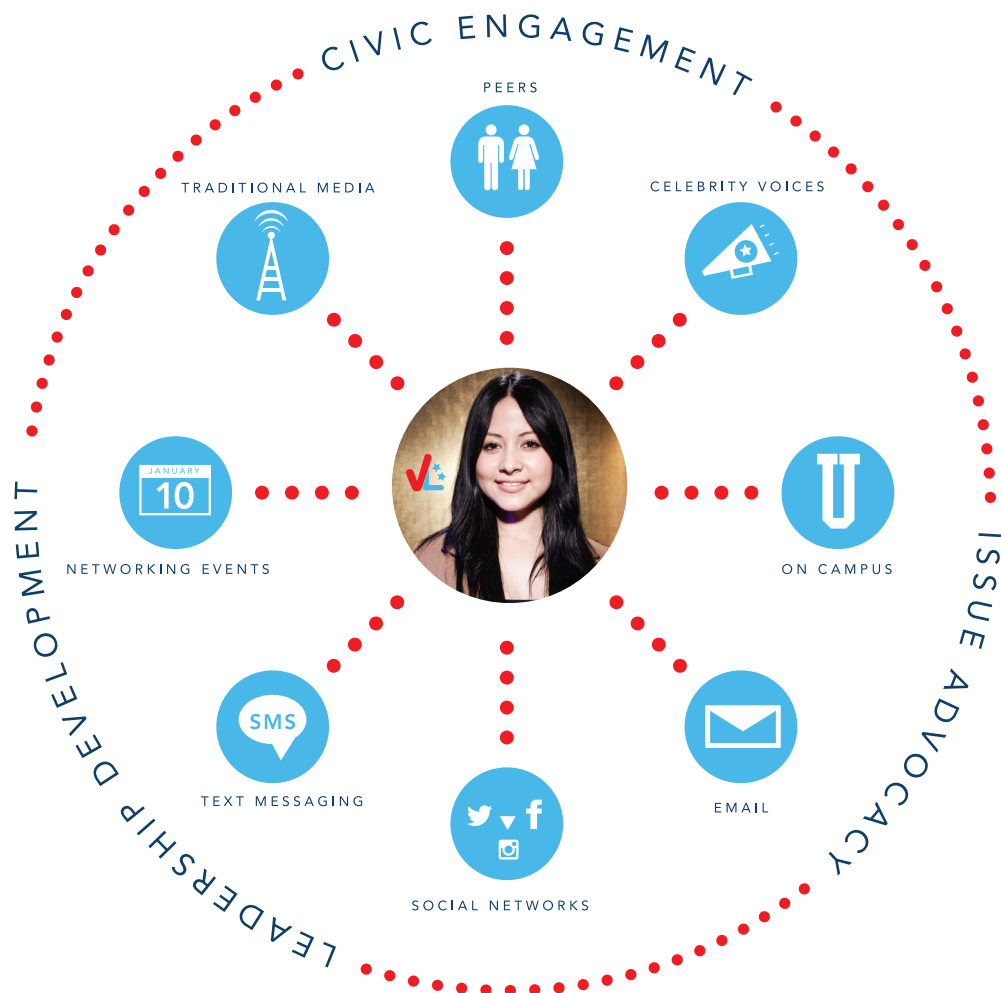 CIVIC ENGAGEMENT
PEERS
TRADITIONAL MEDIA
CELEBRITY VOICES
JANUARY
10
NETWORKING EVENTS
VL
U
ON CAMPUS
ISSUE ADVOCACY
LEADERSHIP DEVELOPMENT
SMS
TEXT MESSAGING
EMAIL
f
SOCIAL NETWORKS